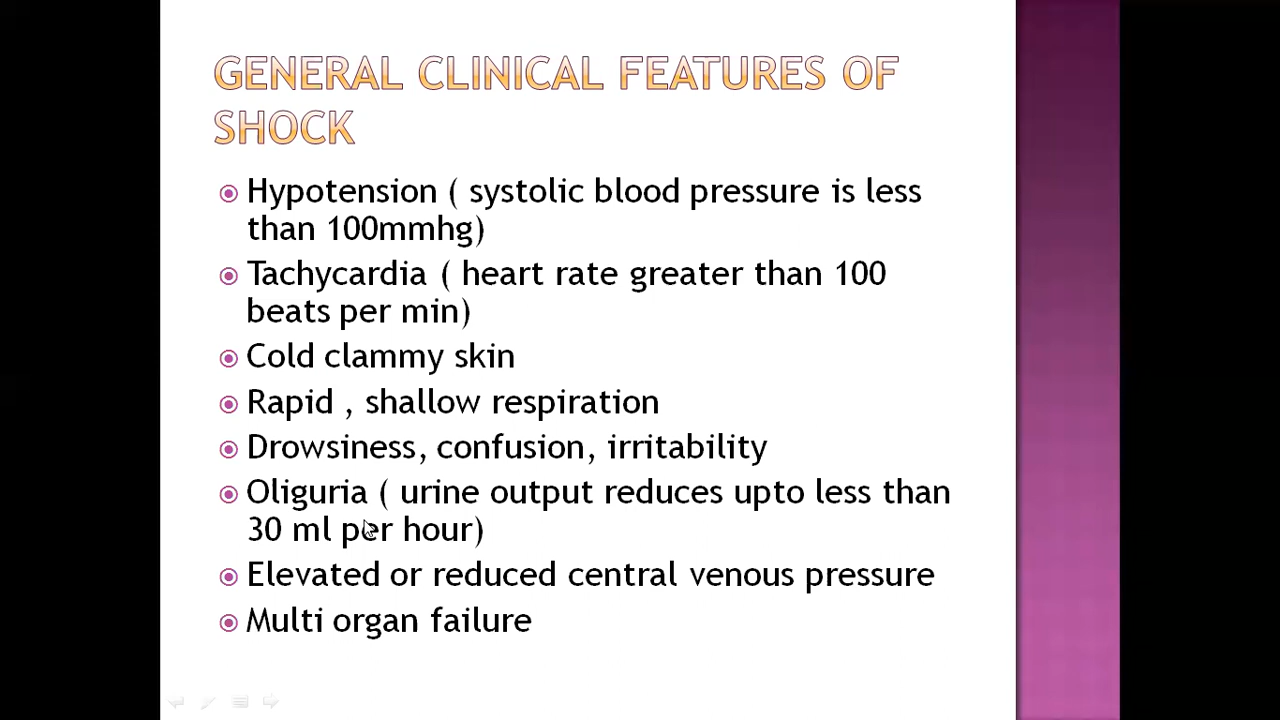 GENERAL CLINICAL FEATURES OF
SHOCK
Hypotension ( systolic blood pressure is less
than 100mmhg)
Tachycardia ( heart rate greater than 100
beats per min)
Cold clammy skin
Rapid , shallow respiration
Drowsiness, confusion, irritability
Oliguria ( urine output reduces upto less than
30 ml per hour)
Elevated or reduced central venous pressure
Multi organ failure